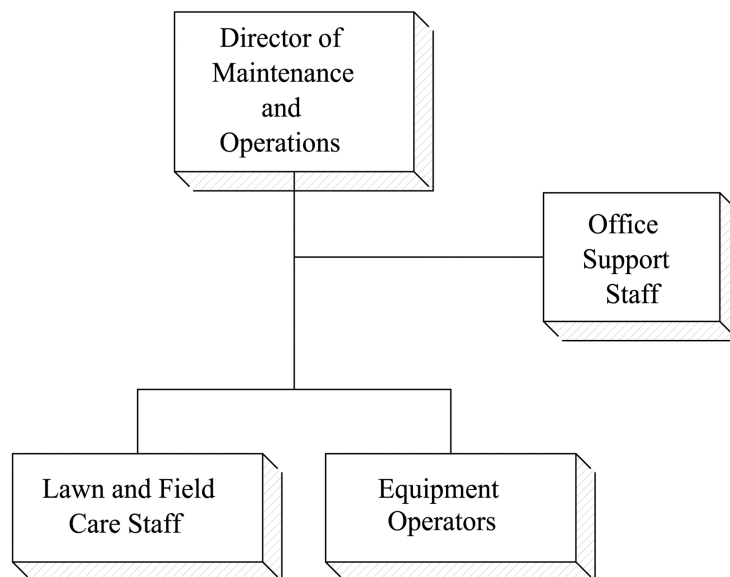 Director of
Maintenance
and
Operations
Office
Support
Staff
Lawn and Field
Care Staff
Equipment
Operators